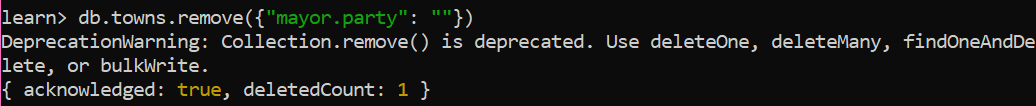 learn> db.towns.remove({"mayor.party": ""})
DeprecationWarning: Collection.remove() is deprecated. Use deleteOne, deleteMany, findOneAndDe
lete, or bulkWrite.
{ acknowledged: true, deletedCount: 1 }